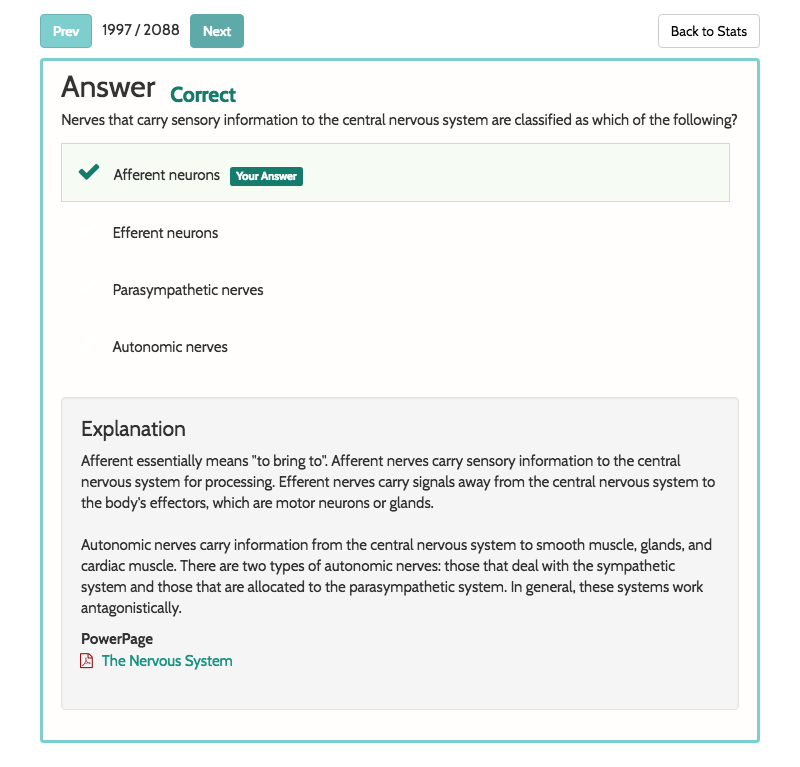 Prev 1997 / 2088 Next Back to Stats
Answer Correct
Nerves that carry sensory information to the central nervous system are classified as which of the following?
Afferent neurons Your Answer
Efferent neurons
Parasympathetic nerves
Autonomic nerves
Explanation
Afferent essentially means "to bring to". Afferent nerves carry sensory information to the central
nervous system for processing. Efferent nerves carry signals away from the central nervous system to
the body's effectors, which are motor neurons or glands.
Autonomic nerves carry information from the central nervous system to smooth muscle, glands, and
cardiac muscle. There are two types of autonomic nerves: those that deal with the sympathetic
system and those that are allocated to the parasympathetic system. In general, these systems work
antagonistically.
PowerPage
The Nervous System